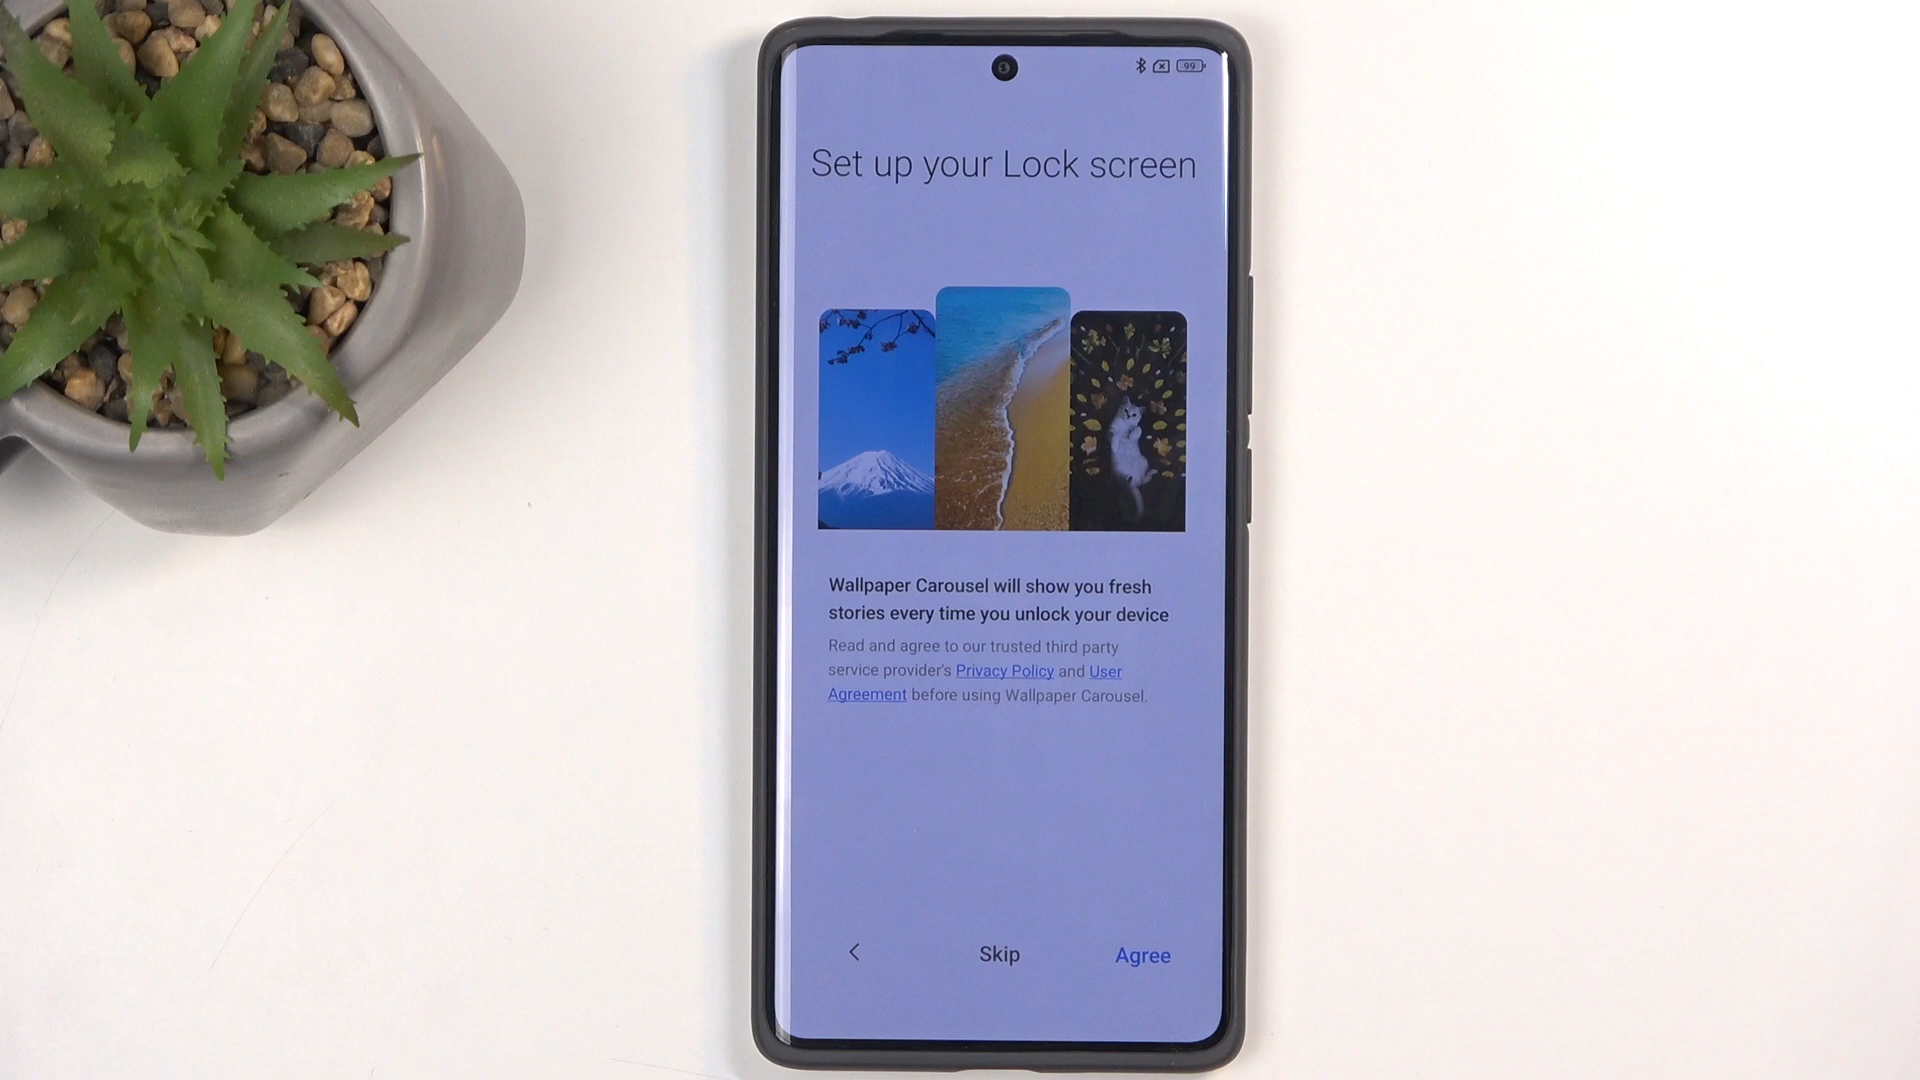 99
Set up your Lock screen
Wallpaper Carousel will show you fresh
stories every time you unlock your device
Read and agree to our trusted third party
service provider's Privacy Policy and User
Agreement before using Wallpaper Carousel.
Skip
Agree